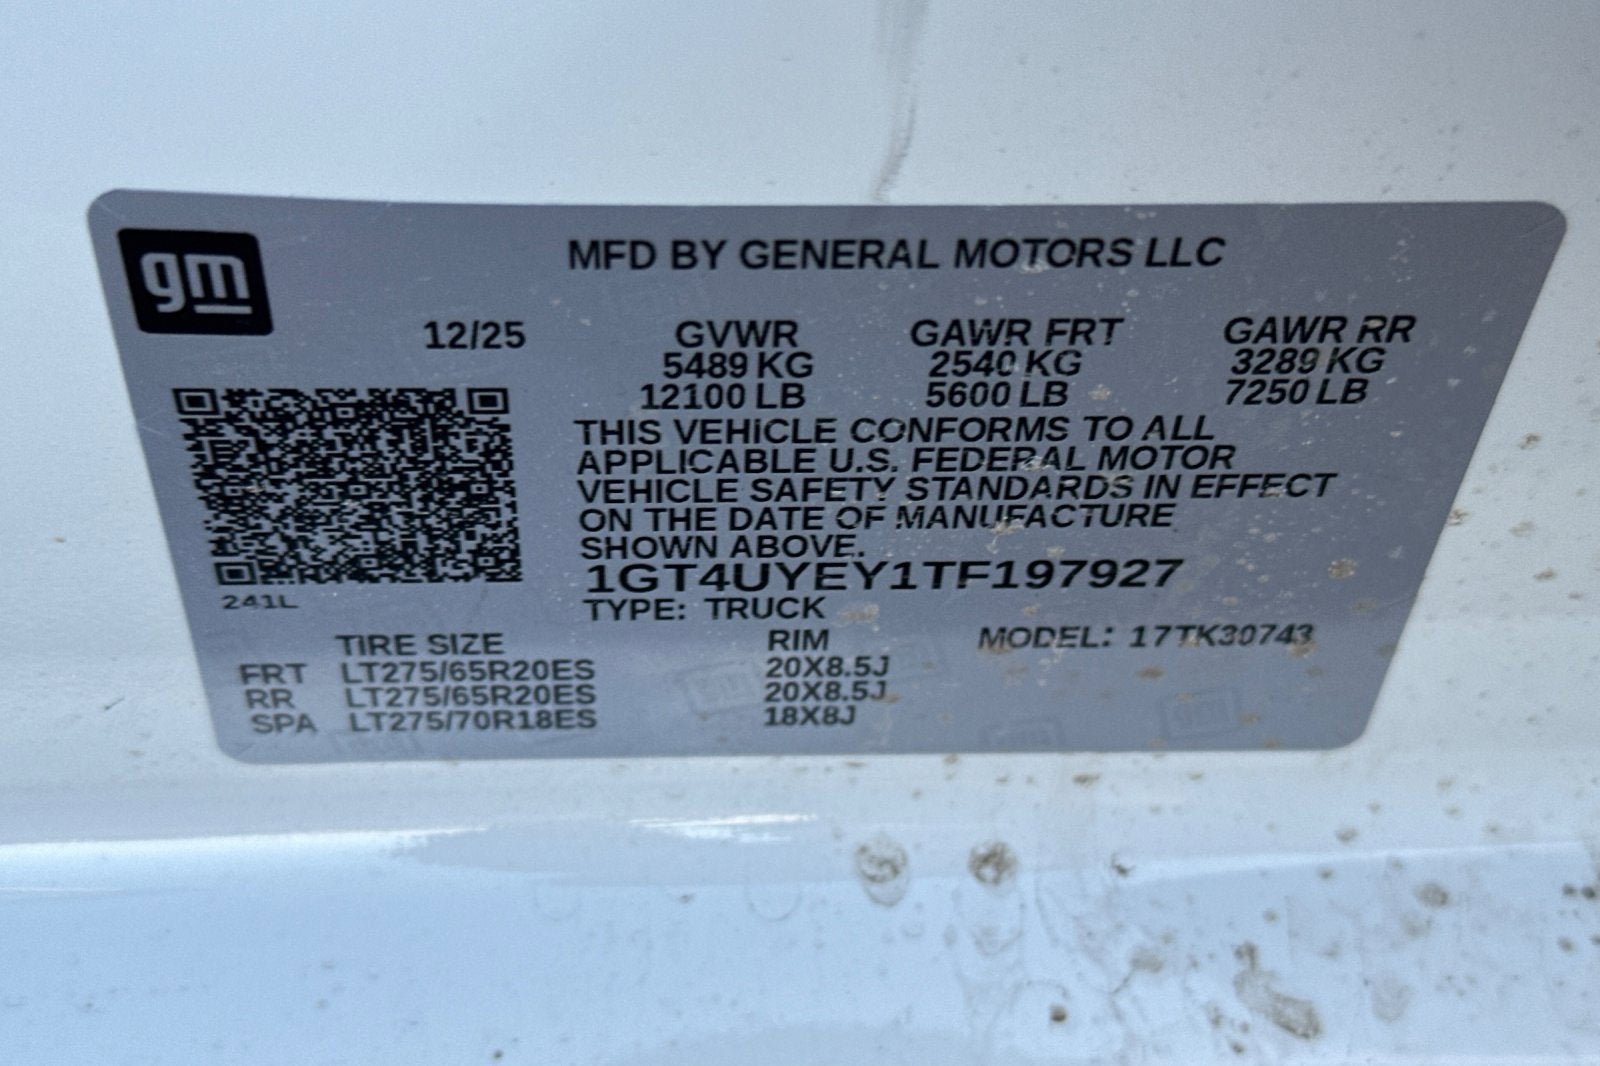 gm
MFD BY GENERAL MOTORS LLC
12/25 GVWR GAWR FRT GAWR RR
5489 KG 2540 KG 3289 KG
12100 LB 5600 LB 7250 LB
THIS VEHICLE CONFORMS TO ALL
APPLICABLE U.S. FEDERAL MOTOR
VEHICLE SAFETY STANDARDS IN EFFECT
ON THE DATE OF MANUFACTURE
SHOWN ABOVE.
1GT4UYEY1TF197927
241L
TYPE: TRUCK
TIRE SIZE RIM MODEL: 17TK30743
FRT LT275/65R20ES 20X8.5J
RR LT275/65R20ES 20X8.5J
SPA LT275/70R18ES 18X8J